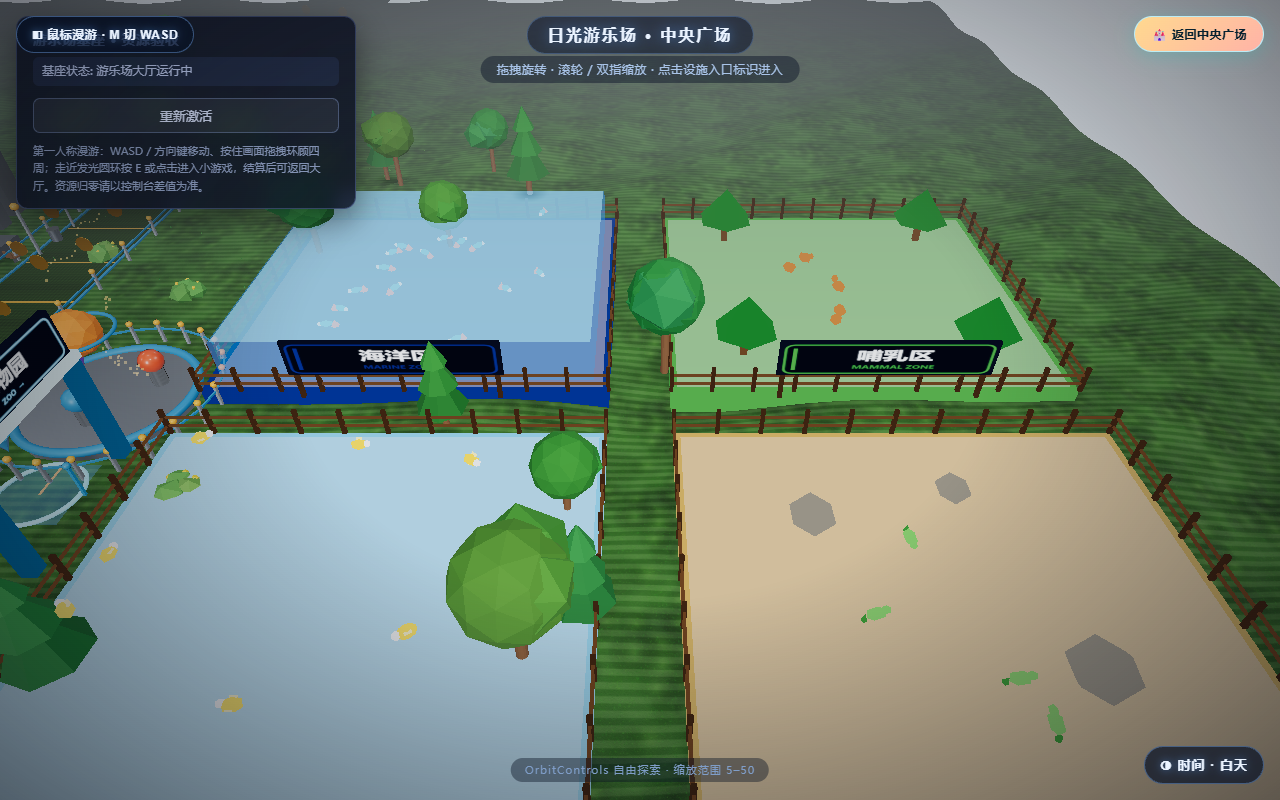 鼠标漫游 · M 切 WASD
基座状态: 游乐场大厅运行中
重新激活
第一人称漫游：WASD / 方向键移动、按住画面拖拽环顾四
周；走近发光圆环按 E 或点击进入小游戏，结算后可返回大
厅。资源归零请以控制台差值为准。
日光游乐场 • 中央广场
拖拽旋转 · 滚轮 / 双指缩放 · 点击设施入口标识进入
返回中央广场
海洋区
MARINE
哺乳区
MAMMAL ZONE
物园
ZOO
OrbitControls 自由探索 · 缩放范围 5–50
时间 · 白天